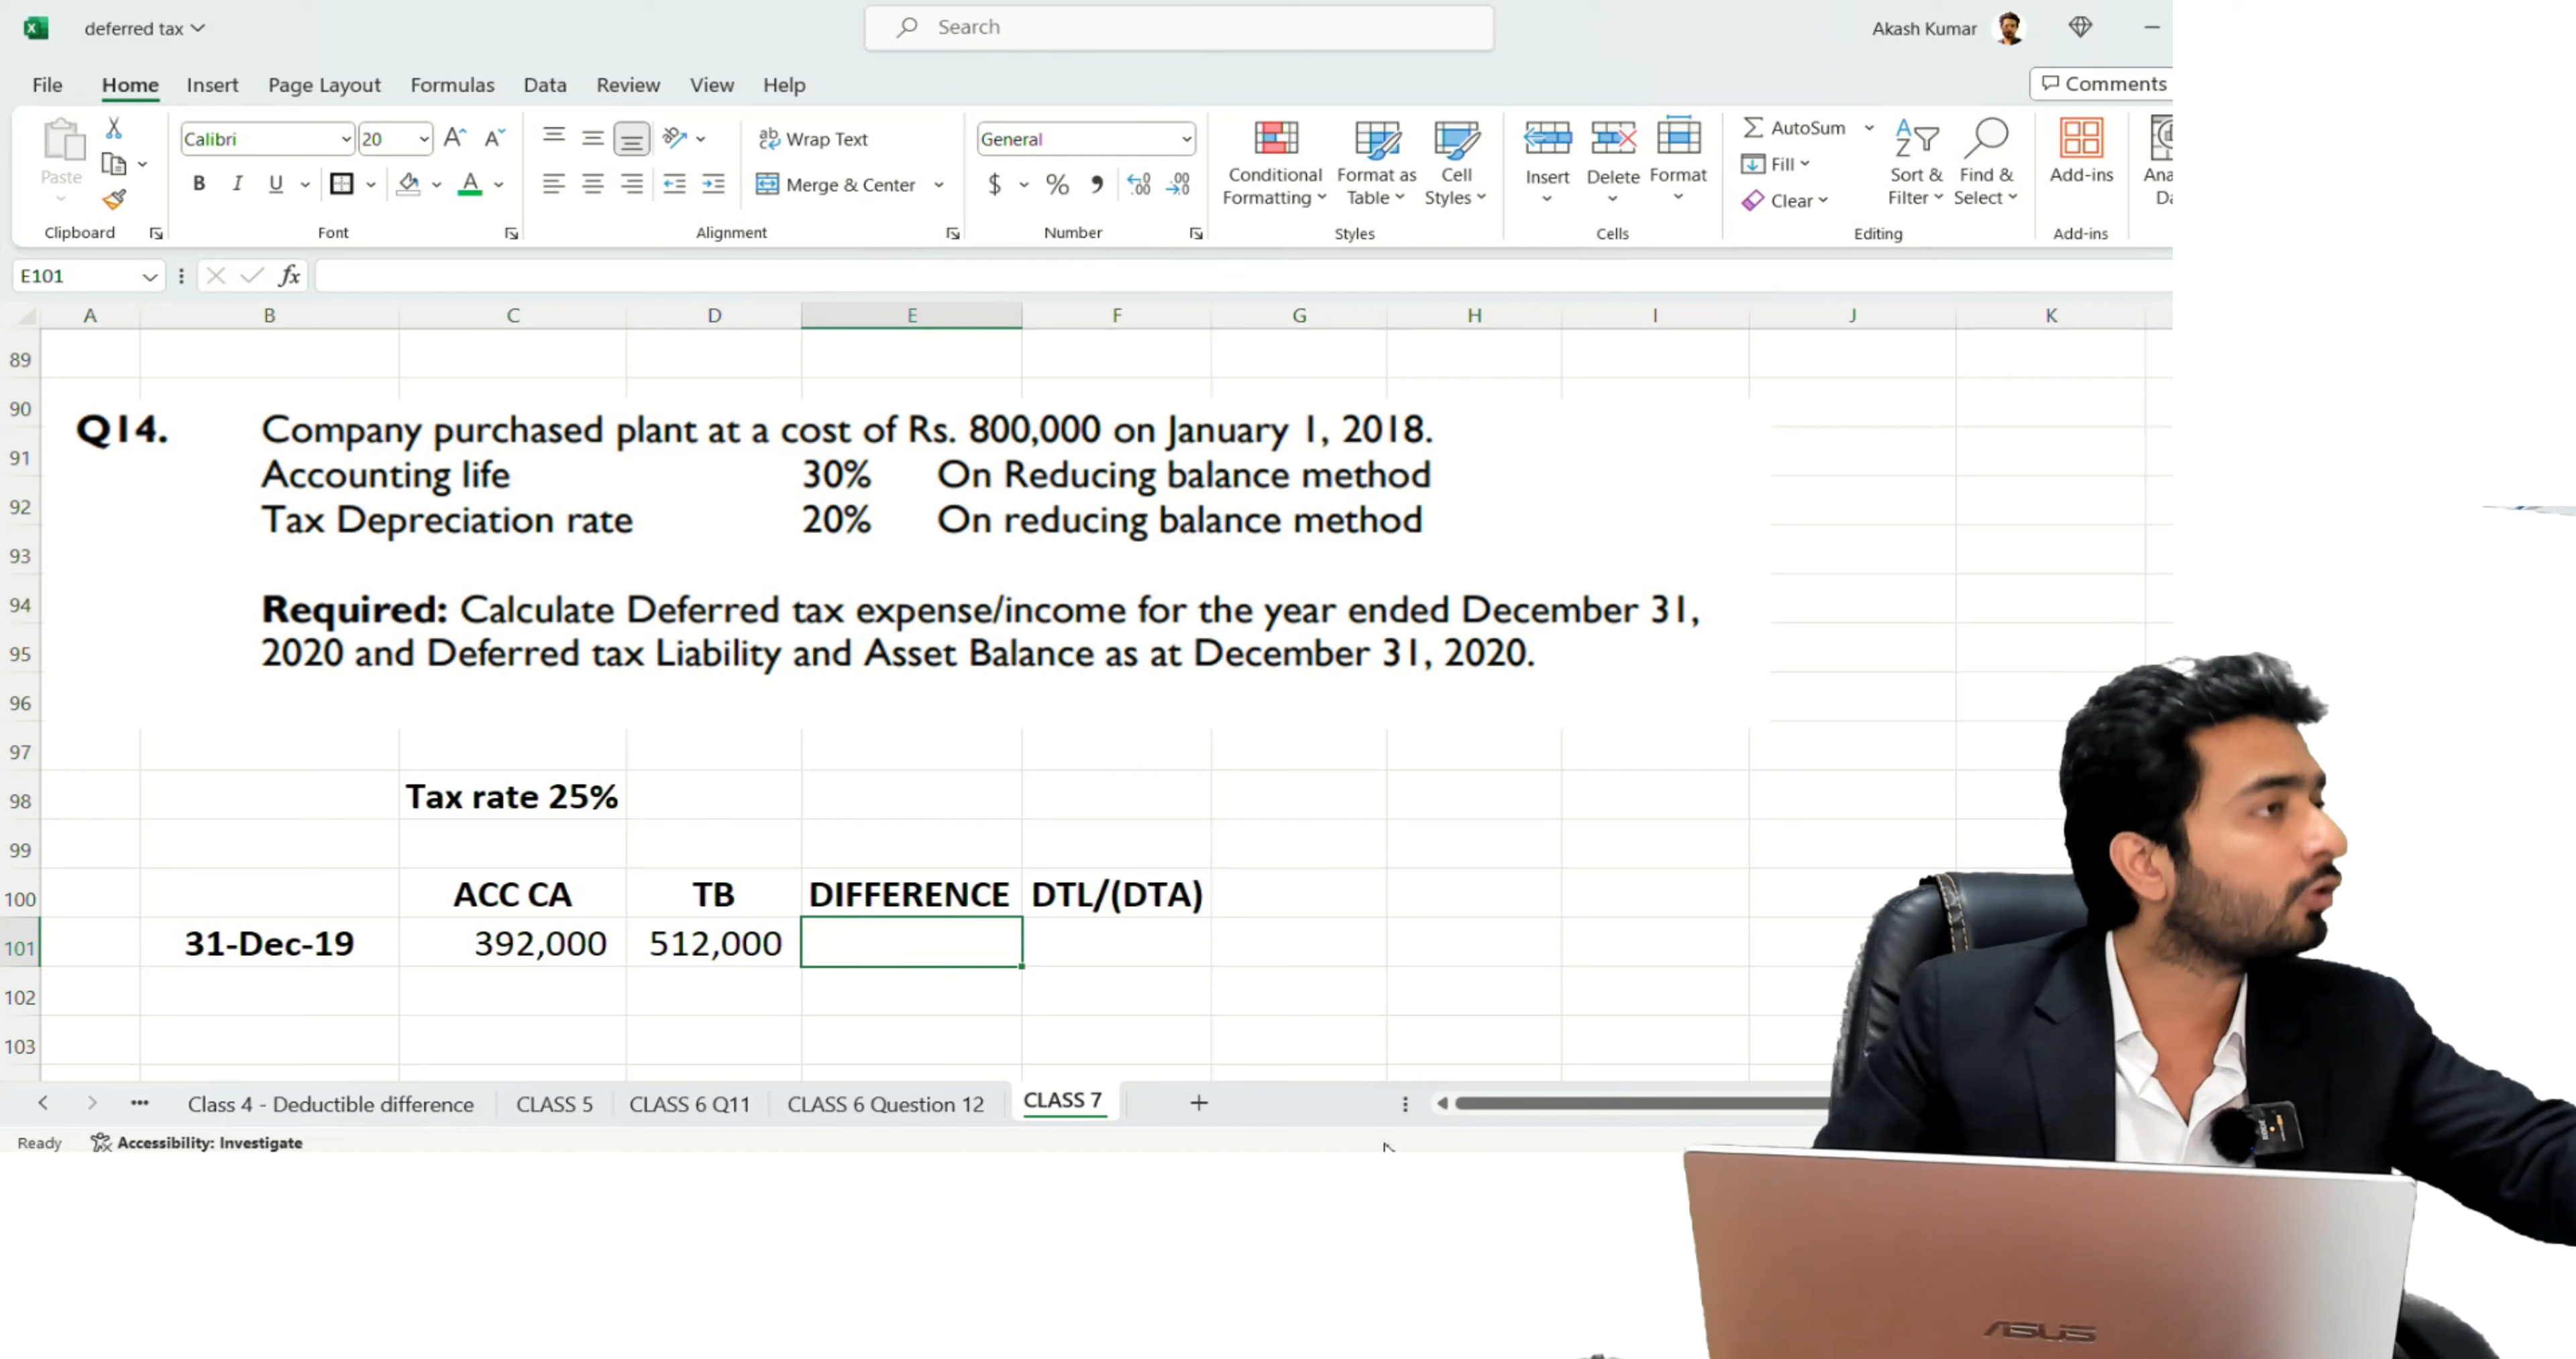 deferred tax
Search
Akash Kumar
File Home Insert Page Layout Formulas Data Review View Help
Comments
Paste
Calibri
20
Wrap Text
Merge & Center
General
Conditional Formatting
Format as Table
Cell Styles
Insert
Delete
Format
AutoSum
Fill
Clear
Sort & Filter
Find & Select
Add-ins
Clipboard
Font
Alignment
Number
Styles
Cells
Editing
Add-ins
E101
fx
A B C D E F G H I J K
89
90
91
92
93
94
95
96
97
98
99
100
101
102
103
Q14. Company purchased plant at a cost of Rs. 800,000 on January 1, 2018.
Accounting life 30% On Reducing balance method
Tax Depreciation rate 20% On reducing balance method
Required: Calculate Deferred tax expense/income for the year ended December 31,
2020 and Deferred tax Liability and Asset Balance as at December 31, 2020.
Tax rate 25%
ACC CA TB DIFFERENCE DTL/(DTA)
31-Dec-19 392,000 512,000
Class 4 - Deductible difference CLASS 5 CLASS 6 Q11 CLASS 6 Question 12 CLASS 7
Ready Accessibility: Investigate
ASUS